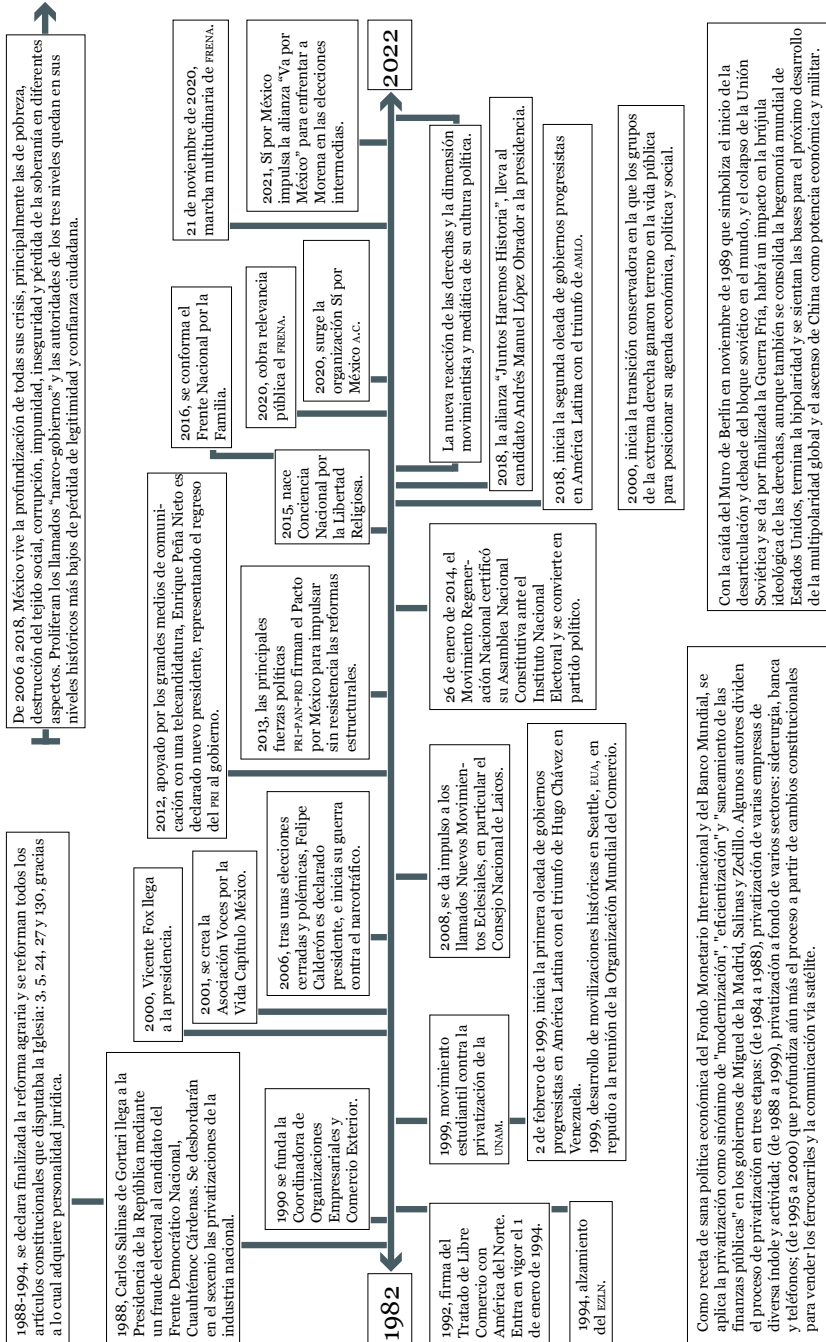 1988-1994, se declara finalizada la reforma agraria y se reforman todos los
artículos constitucionales que disputaba la Iglesia: 3, 5, 24, 27 y 130, gracias
a lo cual adquiere personalidad jurídica.
De 2006 a 2018, México vive la profundización de todas sus crisis, principalmente las de pobreza,
destrucción del tejido social, corrupción, impunidad, inseguridad y pérdida de la soberanía en diferentes
aspectos. Proliferan los llamados "narco-gobiernos" y las autoridades de los tres niveles quedan en sus
niveles históricos más bajos de pérdida de legitimidad y confianza ciudadana.
1988, Carlos Salinas de Gortari llega a la
Presidencia de la República mediante
un fraude electoral al candidato del
Frente Democrático Nacional,
Cuauhtémoc Cárdenas. Se desbordarán
en el sexenio las privatizaciones de la
industria nacional.
1990 se funda la
Coordinadora de
Organizaciones
Empresariales y
Comercio Exterior.
2000, Vicente Fox llega
a la presidencia.
2001, se crea la
Asociación Voces por la
Vida Capítulo México.
2006, tras unas elecciones
cerradas y polémicas, Felipe
Calderón es declarado
presidente, e inicia su guerra
contra el narcotráfico.
2012, apoyado por los grandes medios de comuni-
cación con una telecandidatura, Enrique Peña Nieto es
declarado nuevo presidente, representando el regreso
del PRI al gobierno.
2013, las principales
fuerzas políticas
PRI-PAN-PRD firman el Pacto
por México para impulsar
sin resistencia las reformas
estructurales.
2015, nace
Conciencia
Nacional por
la Libertad
Religiosa.
2016, se conforma el
Frente Nacional por la
Familia.
2020, cobra relevancia
pública el FRENA.
2020, surge la
organización Sí por
México A.C.
21 de noviembre de 2020,
marcha multitudinaria de FRENA.
2021, Sí por México
impulsa la alianza "Va por
México" para enfrentar a
Morena en las elecciones
intermedias.
1982
2022
1992, firma del
Tratado de Libre
Comercio con
América del Norte.
Entra en vigor el 1
de enero de 1994.
1994, alzamiento
del EZLN.
1999, movimiento
estudiantil contra la
privatización de la
UNAM.
2 de febrero de 1999, inicia la primera oleada de gobiernos
progresistas en América Latina con el triunfo de Hugo Chávez en
Venezuela.
1999, desarrollo de movilizaciones históricas en Seattle, EUA, en
repudio a la reunión de la Organización Mundial del Comercio.
2008, se da impulso a los
llamados Nuevos Movimien-
tos Eclesiales, en particular el
Consejo Nacional de Laicos.
26 de enero de 2014, el
Movimiento Regener-
ación Nacional certificó
su Asamblea Nacional
Constitutiva ante el
Instituto Nacional
Electoral y se convierte en
partido político.
La nueva reacción de las derechas y la dimensión
movimientista y mediática de su cultura política.
2018, la alianza "Juntos Haremos Historia", lleva al
candidato Andrés Manuel López Obrador a la presidencia.
2018, inicia la segunda oleada de gobiernos progresistas
en América Latina con el triunfo de AMLO.
2000, inicia la transición conservadora en la que los grupos
de la extrema derecha ganaron terreno en la vida pública
para posicionar su agenda económica, política y social.
Como receta de sana política económica del Fondo Monetario Internacional y del Banco Mundial, se
aplica la privatización como sinónimo de "modernización", "eficientización" y "saneamiento de las
finanzas públicas" en los gobiernos de Miguel de la Madrid, Salinas y Zedillo. Algunos autores dividen
el proceso de privatización en tres etapas: (de 1984 a 1988), privatización de varias empresas de
diversa índole y actividad; (de 1988 a 1999), privatización a fondo de varios sectores: siderurgia, banca
y teléfonos; (de 1995 a 2000) que profundiza aún más el proceso a partir de cambios constitucionales
para vender los ferrocarriles y la comunicación vía satélite.
Con la caída del Muro de Berlín en noviembre de 1989 que simboliza el inicio de la
desarticulación y debacle del bloque soviético en el mundo, y el colapso de la Unión
Soviética y se da por finalizada la Guerra Fría, habrá un impacto en la brújula
ideológica de las derechas, aunque también se consolida la hegemonía mundial de
Estados Unidos, termina la bipolaridad y se sientan las bases para el próximo desarrollo
de la multipolaridad global y el ascenso de China como potencia económica y militar.